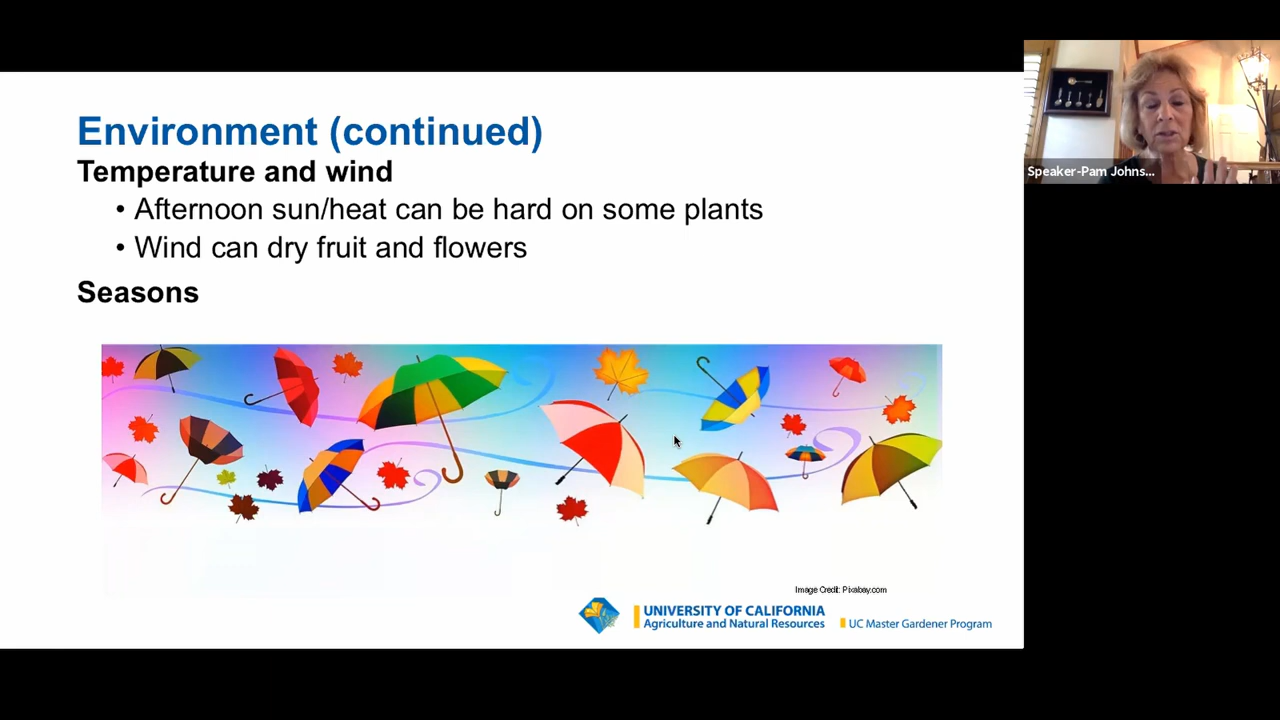 Environment (continued)
Temperature and wind
• Afternoon sun/heat can be hard on some plants
• Wind can dry fruit and flowers
Seasons
Image Credit: Pixabay.com
UNIVERSITY OF CALIFORNIA
Agriculture and Natural Resources
UC Master Gardener Program
Speaker-Pam Johns...